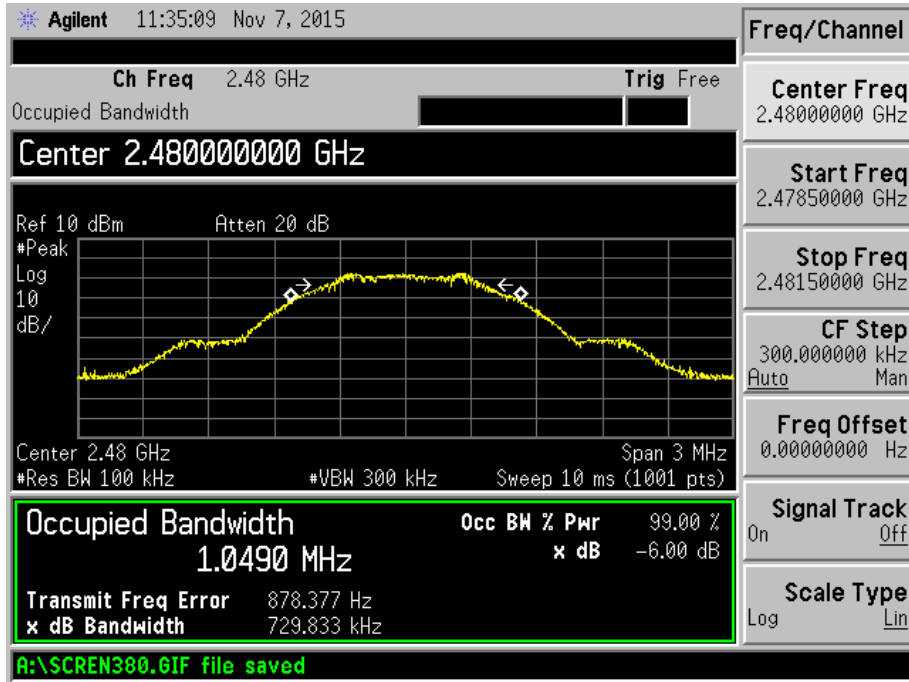 Agilent 11:35:09 Nov 7, 2015
Freq/Channel
Ch Freq 2.48 GHz Trig Free
Occupied Bandwidth
Center 2.480000000 GHz
Ref 10 dBm Atten 20 dB
#Peak
Log
10
dB/
Center 2.48 GHz Span 3 MHz
#Res BW 100 kHz #VBW 300 kHz Sweep 10 ms (1001 pts)
Occupied Bandwidth Occ BW % Pwr 99.00 %
1.0490 MHz x dB -6.00 dB
Transmit Freq Error 878.377 Hz
x dB Bandwidth 729.833 kHz
A:\SCREN380.GIF file saved
Center Freq
2.48000000 GHz
Start Freq
2.47850000 GHz
Stop Freq
2.48150000 GHz
CF Step
300.000000 kHz
Auto Man
Freq Offset
0.00000000 Hz
Signal Track
On Off
Scale Type
Log Lin